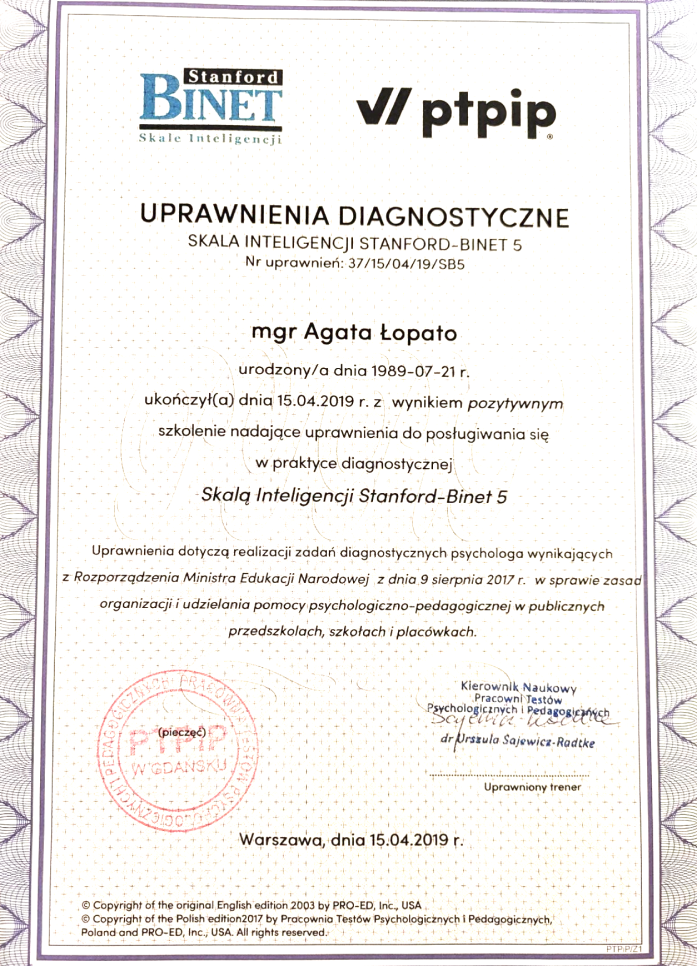 Stanford
BINET
Skale Inteligencji
ptpip
UPRAWNIENIA DIAGNOSTYCZNE
SKALA INTELIGENCJI STANFORD-BINET 5
Nr uprawnień: 37/15/04/19/SB5
mgr Agata Łopato
urodzony/a dnia 1989-07-21 r.
ukończył(a) dnia 15.04.2019 r. z wynikiem pozytywnym
szkolenie nadające uprawnienia do posługiwania się
w praktyce diagnostycznej
Skalą Inteligencji Stanford-Binet 5
Uprawnienia dotyczą realizacji zadań diagnostycznych psychologa wynikających
z Rozporządzenia Ministra Edukacji Narodowej z dnia 9 sierpnia 2017 r. w sprawie zasad
organizacji i udzielania pomocy psychologiczno-pedagogicznej w publicznych
przedszkolach, szkołach i placówkach.
PRACOWNIA TESTÓW PSYCHOLOGICZNYCH I PEDAGOGICZNYCH
PTPIP
(pieczęć)
W GDAŃSKU
Kierownik Naukowy
Pracowni Testów
Psychologicznych i Pedagogicznych
dr Urszula Sajewicz-Radtke
Uprawniony trener
Warszawa, dnia 15.04.2019 r.
© Copyright of the original English edition 2003 by PRO-ED, Inc., USA
© Copyright of the Polish edition2017 by Pracownia Testów Psychologicznych i Pedagogicznych,
Poland and PRO-ED, Inc., USA. All rights reserved.
PTPiP/Z1